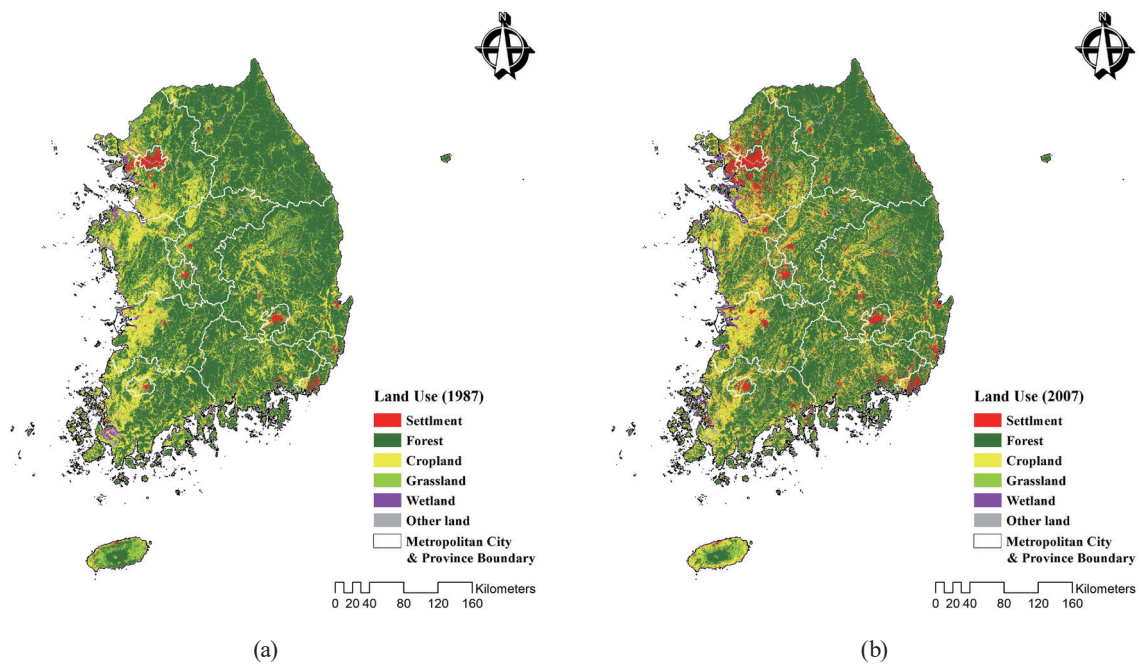 N
Land Use (1987)
Settlment
Forest
Cropland
Grassland
Wetland
Other land
Metropolitan City
& Province Boundary
Kilometers
0 20 40 80 120 160
(a)
N
Land Use (2007)
Settlment
Forest
Cropland
Grassland
Wetland
Other land
Metropolitan City
& Province Boundary
Kilometers
0 20 40 80 120 160
(b)